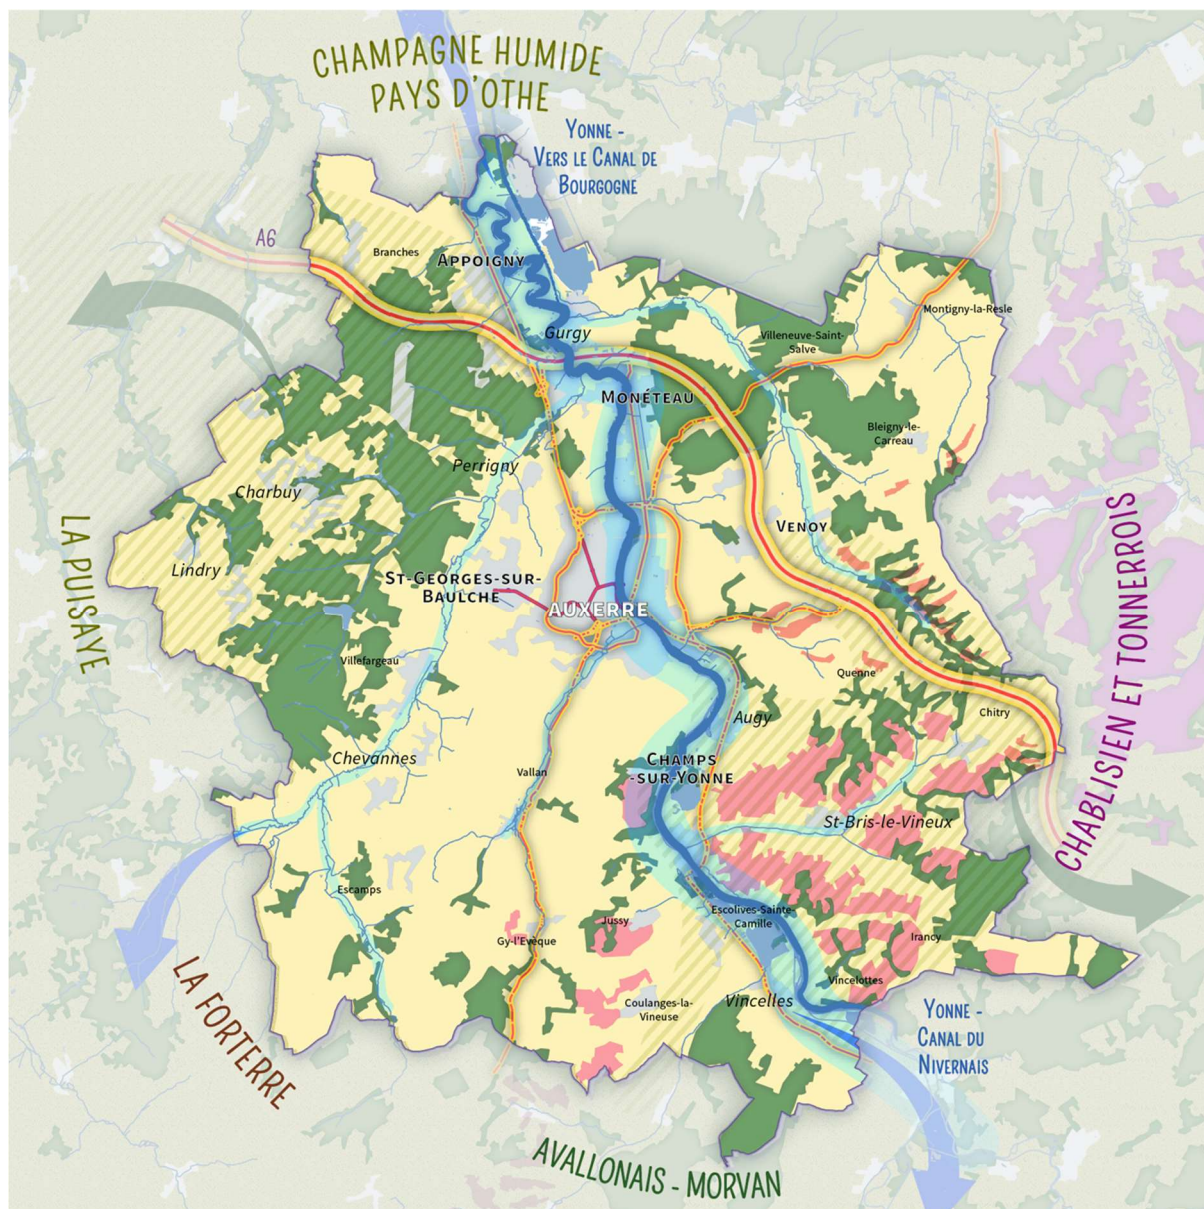 CHAMPAGNE HUMIDE
PAYS D'OTHE
YONNE -
VERS LE CANAL DE
BOURGOGNE
A6
Branches
APPOIGNY
Gurgy
Montigny-la-Resle
Villeneuve-Saint-
Salve
MONÉTEAU
Bleigny-le-
Carreau
Perrigny
Charbuy
VENOY
LA PUISAYE
Lindry
ST-GEORGES-SUR-
BAULCHE
AUXERRE
CHABLISIEN ET TONNERROIS
Villefargeau
Quenne
Chitry
Augy
Chevannes
Vallan
CHAMPS
-SUR-YONNE
St-Bris-le-Vineux
Escamps
Escolives-Sainte-
Camille
Jussy
Gy-l'Evêque
Irancy
Vincelottes
Coulanges-la-
Vineuse
Vincelles
LA FORTERRE
YONNE -
CANAL DU
NIVERNAIS
AVALLONAIS - MORVAN